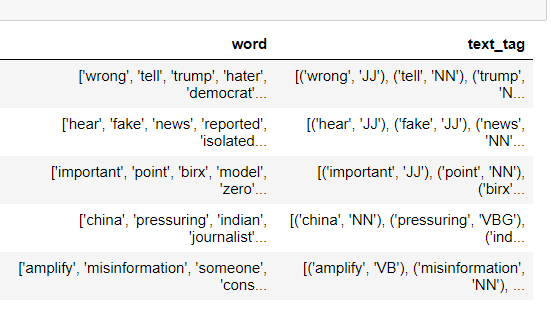 word text_tag
['wrong', 'tell', 'trump', 'hater', [('wrong', 'JJ'), ('tell', 'NN'), ('trump',
'democrat'... 'N...
['hear', 'fake', 'news', 'reported', [('hear', 'JJ'), ('fake', 'JJ'), ('news',
'isolated... 'NN'...
['important', 'point', 'birx', 'model', [('important', 'JJ'), ('point', 'NN'),
'zero'... ('birx'...
['china', 'pressuring', 'indian', [('china', 'NN'), ('pressuring', 'VBG'),
'journalist'... ('ind...
['amplify', 'misinformation', 'someone', [('amplify', 'VB'), ('misinformation',
'cons... 'NN'), ...